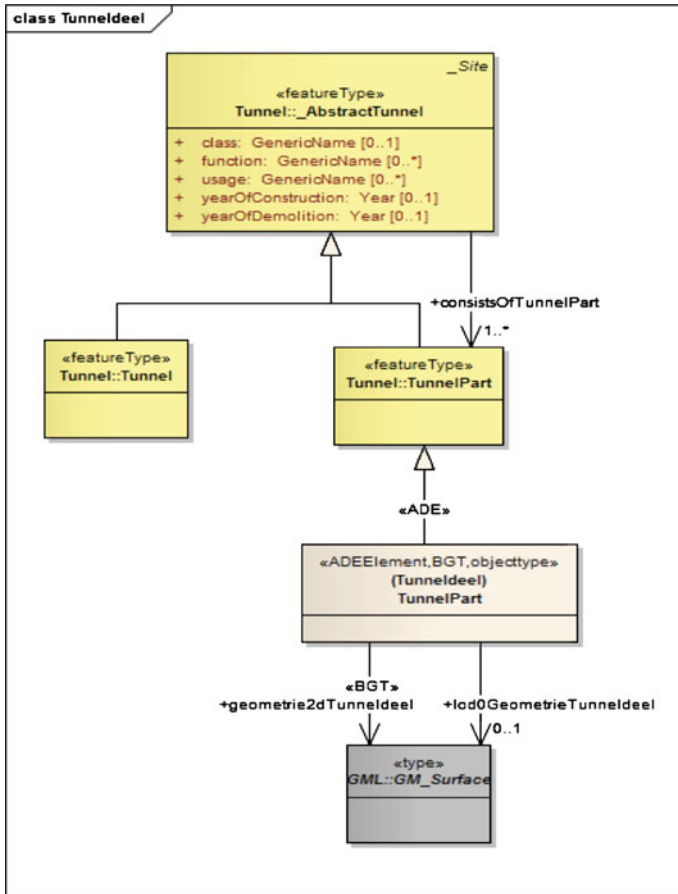 class Tunneldeel
_Site
«featureType»
Tunnel::_AbstractTunnel
+ class: GenericName [0..1]
+ function: GenericName [0..*]
+ usage: GenericName [0..*]
+ yearOfConstruction: Year [0..1]
+ yearOfDemolition: Year [0..1]
+consistsOfTunnelPart
1..*
«featureType»
Tunnel::Tunnel
«featureType»
Tunnel::TunnelPart
«ADE»
«ADEElement,BGT,objecttype»
(Tunneldeel)
TunnelPart
«BGT»
+geometrie2dTunneldeel
+lod0GeometrieTunneldeel
0..1
«type»
GML::GM_Surface